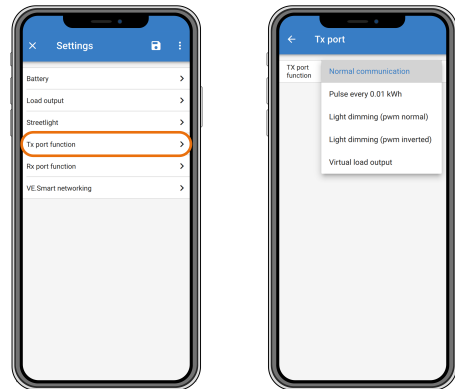 Settings
Battery
Load output
Streetlight
Tx port function
Rx port function
VE.Smart networking
Tx port
TX port
function
Normal communication
Pulse every 0.01 kWh
Light dimming (pwm normal)
Light dimming (pwm inverted)
Virtual load output